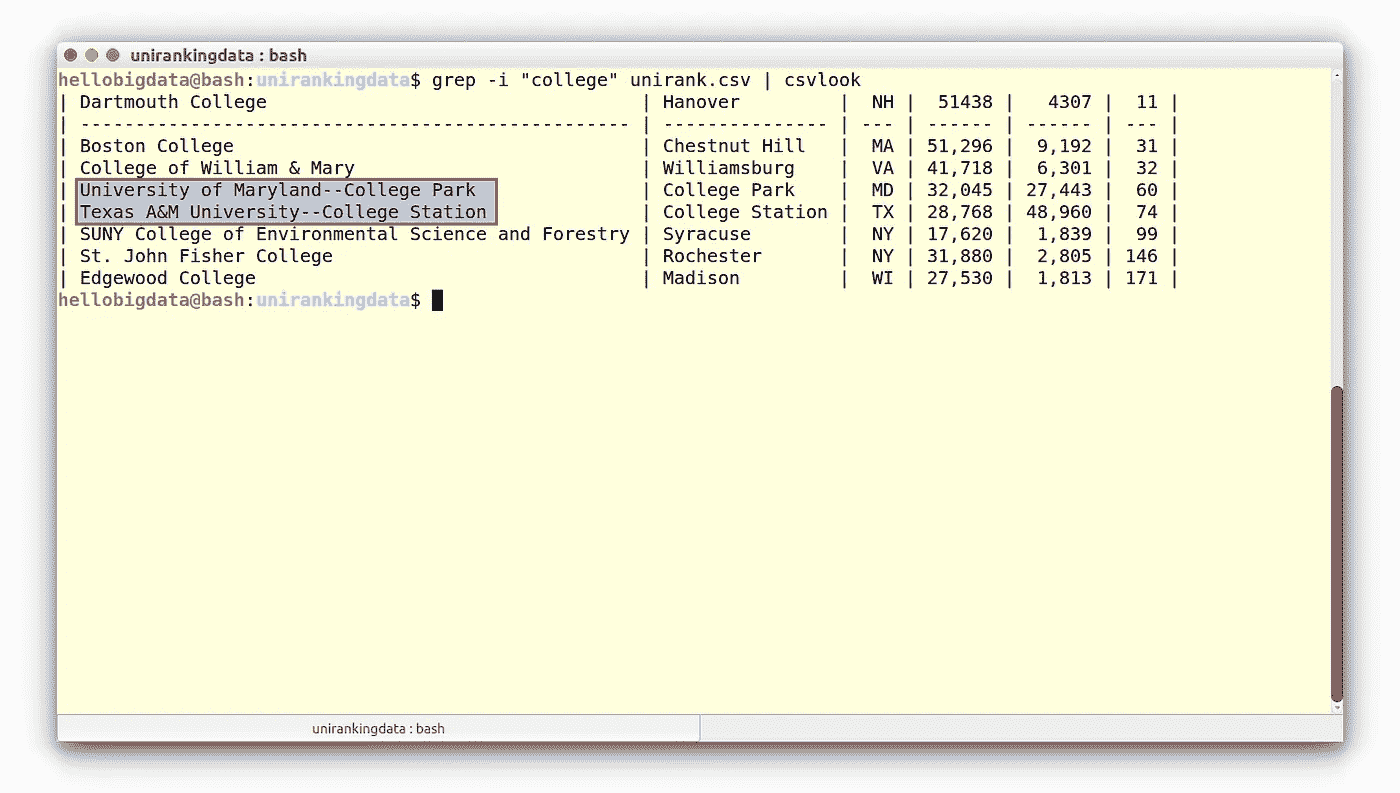 unirankingdata : bash
hellobigdata@bash:unirankingdata$ grep -i "college" unirank.csv | csvlook
| Dartmouth College                                  | Hanover         |  NH |  51438 |   4307 |  11 |
| -------------------------------------------------- | --------------- | --- | ------ | ------ | --- |
| Boston College                                     | Chestnut Hill   |  MA | 51,296 |  9,192 |  31 |
| College of William & Mary                          | Williamsburg    |  VA | 41,718 |  6,301 |  32 |
| University of Maryland--College Park               | College Park    |  MD | 32,045 | 27,443 |  60 |
| Texas A&M University--College Station              | College Station |  TX | 28,768 | 48,960 |  74 |
| SUNY College of Environmental Science and Forestry | Syracuse        |  NY | 17,620 |  1,839 |  99 |
| St. John Fisher College                            | Rochester       |  NY | 31,880 |  2,805 | 146 |
| Edgewood College                                   | Madison         |  WI | 27,530 |  1,813 | 171 |
hellobigdata@bash:unirankingdata$
unirankingdata : bash